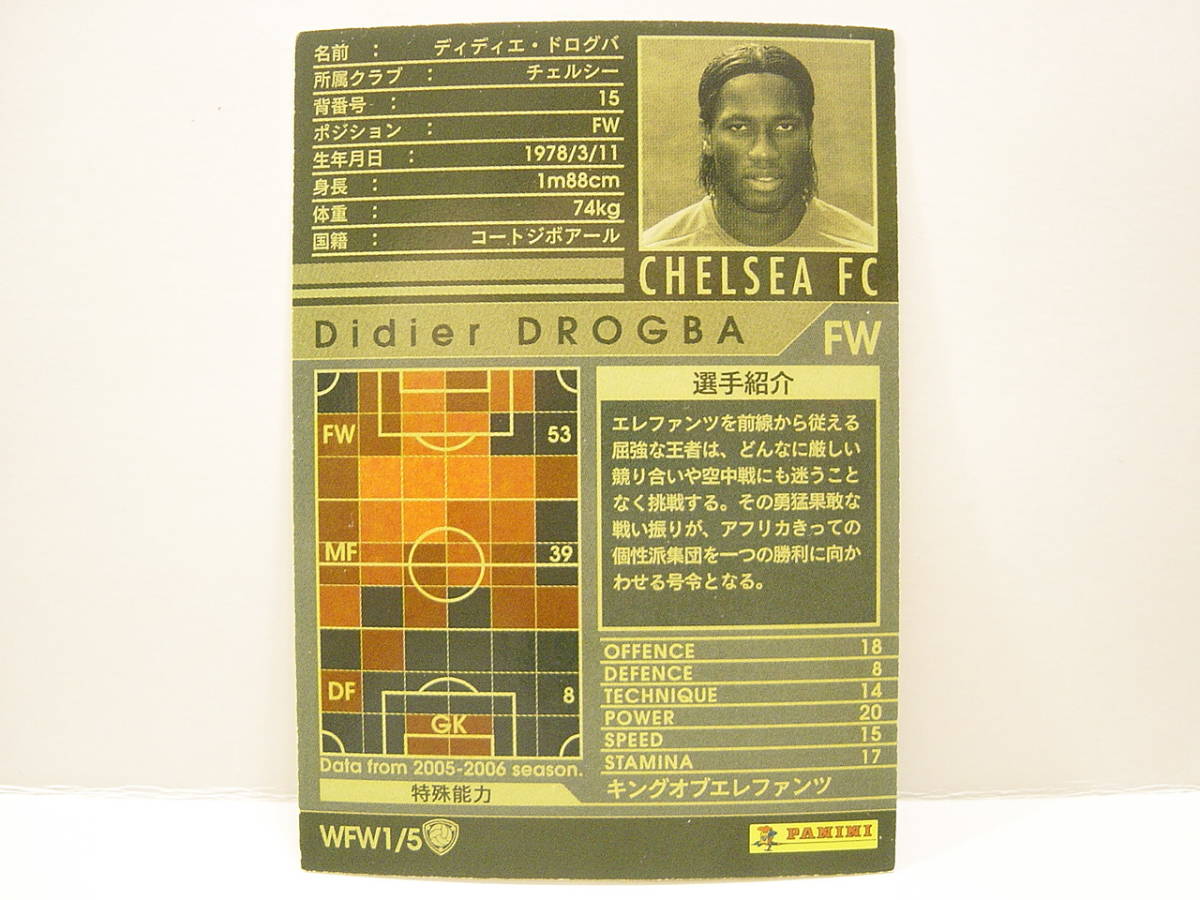 名前 : ディディエ・ドログバ
所属クラブ : チェルシー
背番号 : 15
ポジション : FW
生年月日 : 1978/3/11
身長 : 1m88cm
体重 : 74kg
国籍 : コートジボアール
CHELSEA FC
Didier DROGBA
FW
FW 53
MF 39
DF 8
GK
Data from 2005-2006 season.
選手紹介
エレファンツを前線から従える
屈強な王者は、どんなに厳しい
競り合いや空中戦にも迷うこと
なく挑戦する。その勇猛果敢な
戦い振りが、アフリカきっての
個性派集団を一つの勝利に向か
わせる号令となる。
OFFENCE 18
DEFENCE 8
TECHNIQUE 14
POWER 20
SPEED 15
STAMINA 17
特殊能力 キングオブエレファンツ
WFW1/5
PANINI